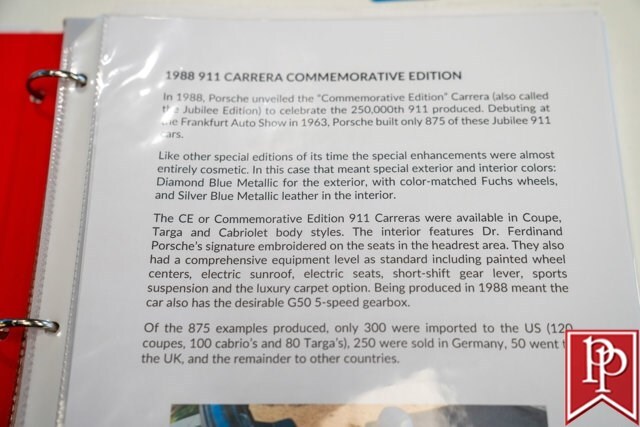 1988 911 CARRERA COMMEMORATIVE EDITION
In 1988, Porsche unveiled the "Commemorative Edition" Carrera (also called
the Jubilee Edition) to celebrate the 250,000th 911 produced. Debuting at
the Frankfurt Auto Show in 1963, Porsche built only 875 of these Jubilee 911
cars.
Like other special editions of its time the special enhancements were almost
entirely cosmetic. In this case that meant special exterior and interior colors:
Diamond Blue Metallic for the exterior, with color-matched Fuchs wheels,
and Silver Blue Metallic leather in the interior.
The CE or Commemorative Edition 911 Carreras were available in Coupe,
Targa and Cabriolet body styles. The interior features Dr. Ferdinand
Porsche's signature embroidered on the seats in the headrest area. They also
had a comprehensive equipment level as standard including painted wheel
centers, electric sunroof, electric seats, short-shift gear lever, sports
suspension and the luxury carpet option. Being produced in 1988 meant the
car also has the desirable G50 5-speed gearbox.
Of the 875 examples produced, only 300 were imported to the US (120
coupes, 100 cabrio's and 80 Targa's), 250 were sold in Germany, 50 went
the UK, and the remainder to other countries.
PP